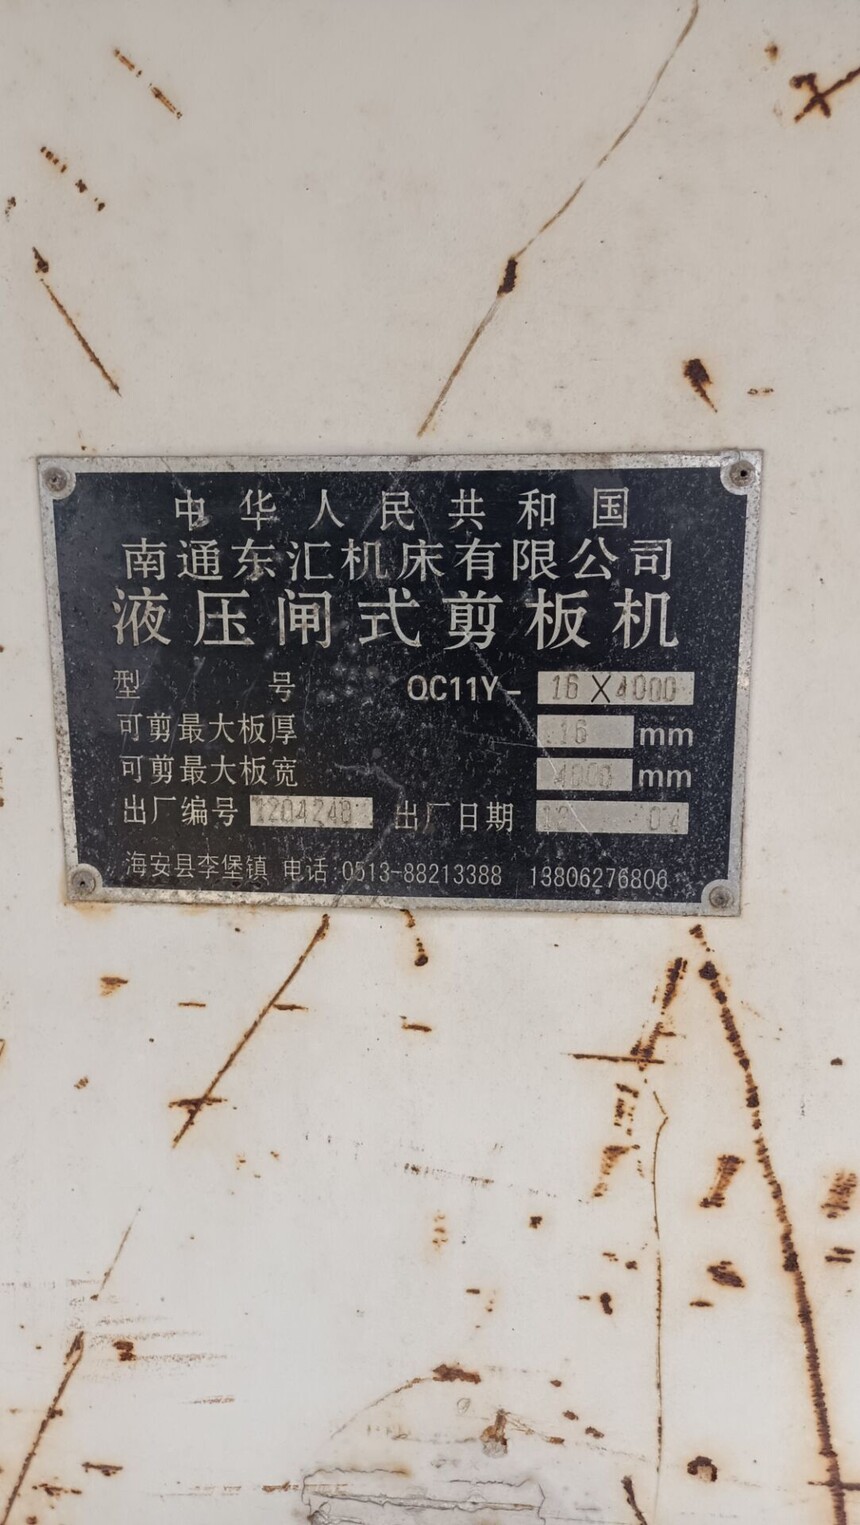 中华人民共和国
南通东汇机床有限公司
液压闸式剪板机
型 号 QC11Y- 16X4000
可剪最大板厚 16 mm
可剪最大板宽 4000 mm
出厂编号 1204248 出厂日期 12 04
海安县李堡镇 电话:0513-88213388 13806276806